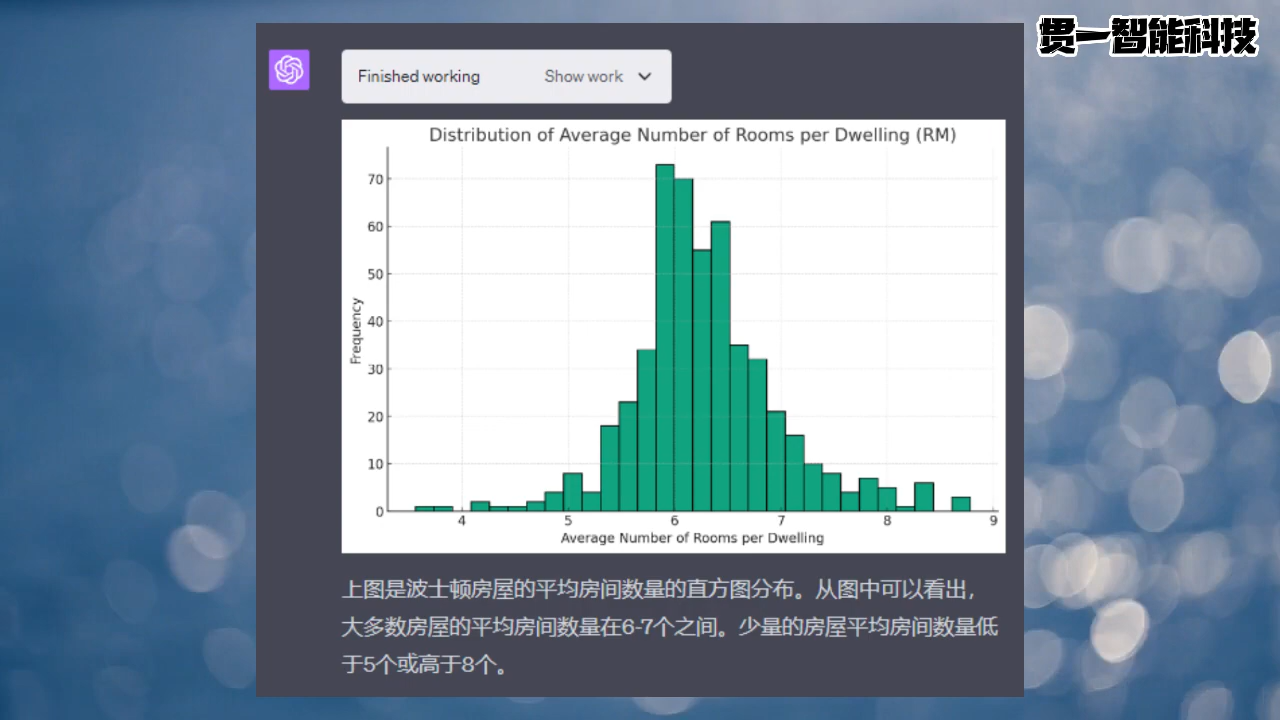 贯一智能科技
Finished working Show work
Distribution of Average Number of Rooms per Dwelling (RM)
70
60
50
40
30
20
10
0
Frequency
4 5 6 7 8 9
Average Number of Rooms per Dwelling
上图是波士顿房屋的平均房间数量的直方图分布。从图中可以看出，
大多数房屋的平均房间数量在6-7个之间。少量的房屋平均房间数量低
于5个或高于8个。